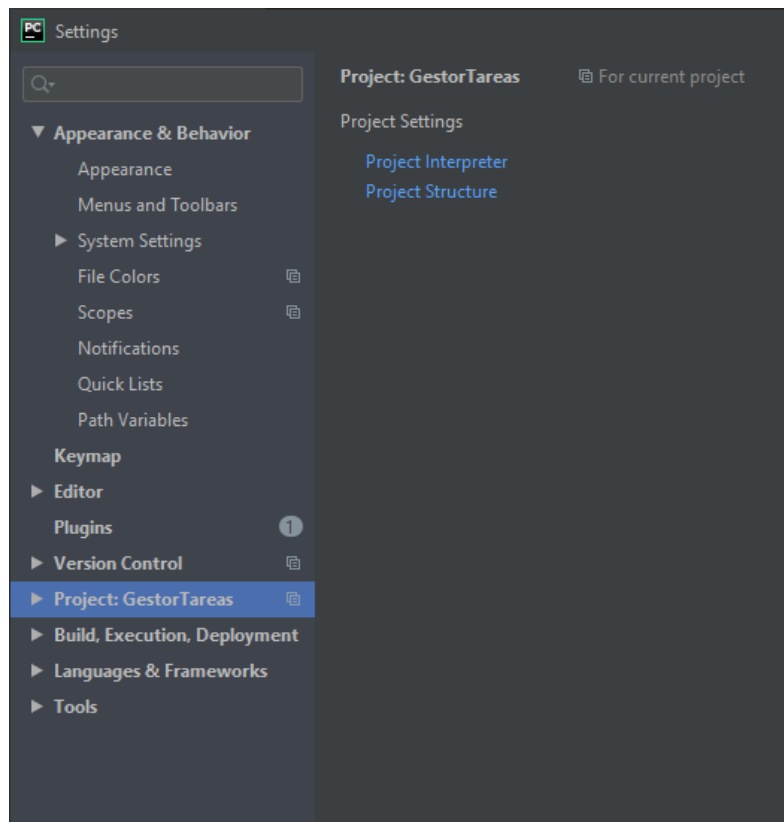 PC Settings
Appearance & Behavior
Appearance
Menus and Toolbars
System Settings
File Colors
Scopes
Notifications
Quick Lists
Path Variables
Keymap
Editor
Plugins 1
Version Control
Project: GestorTareas
Build, Execution, Deployment
Languages & Frameworks
Tools
Project: GestorTareas For current project
Project Settings
Project Interpreter
Project Structure